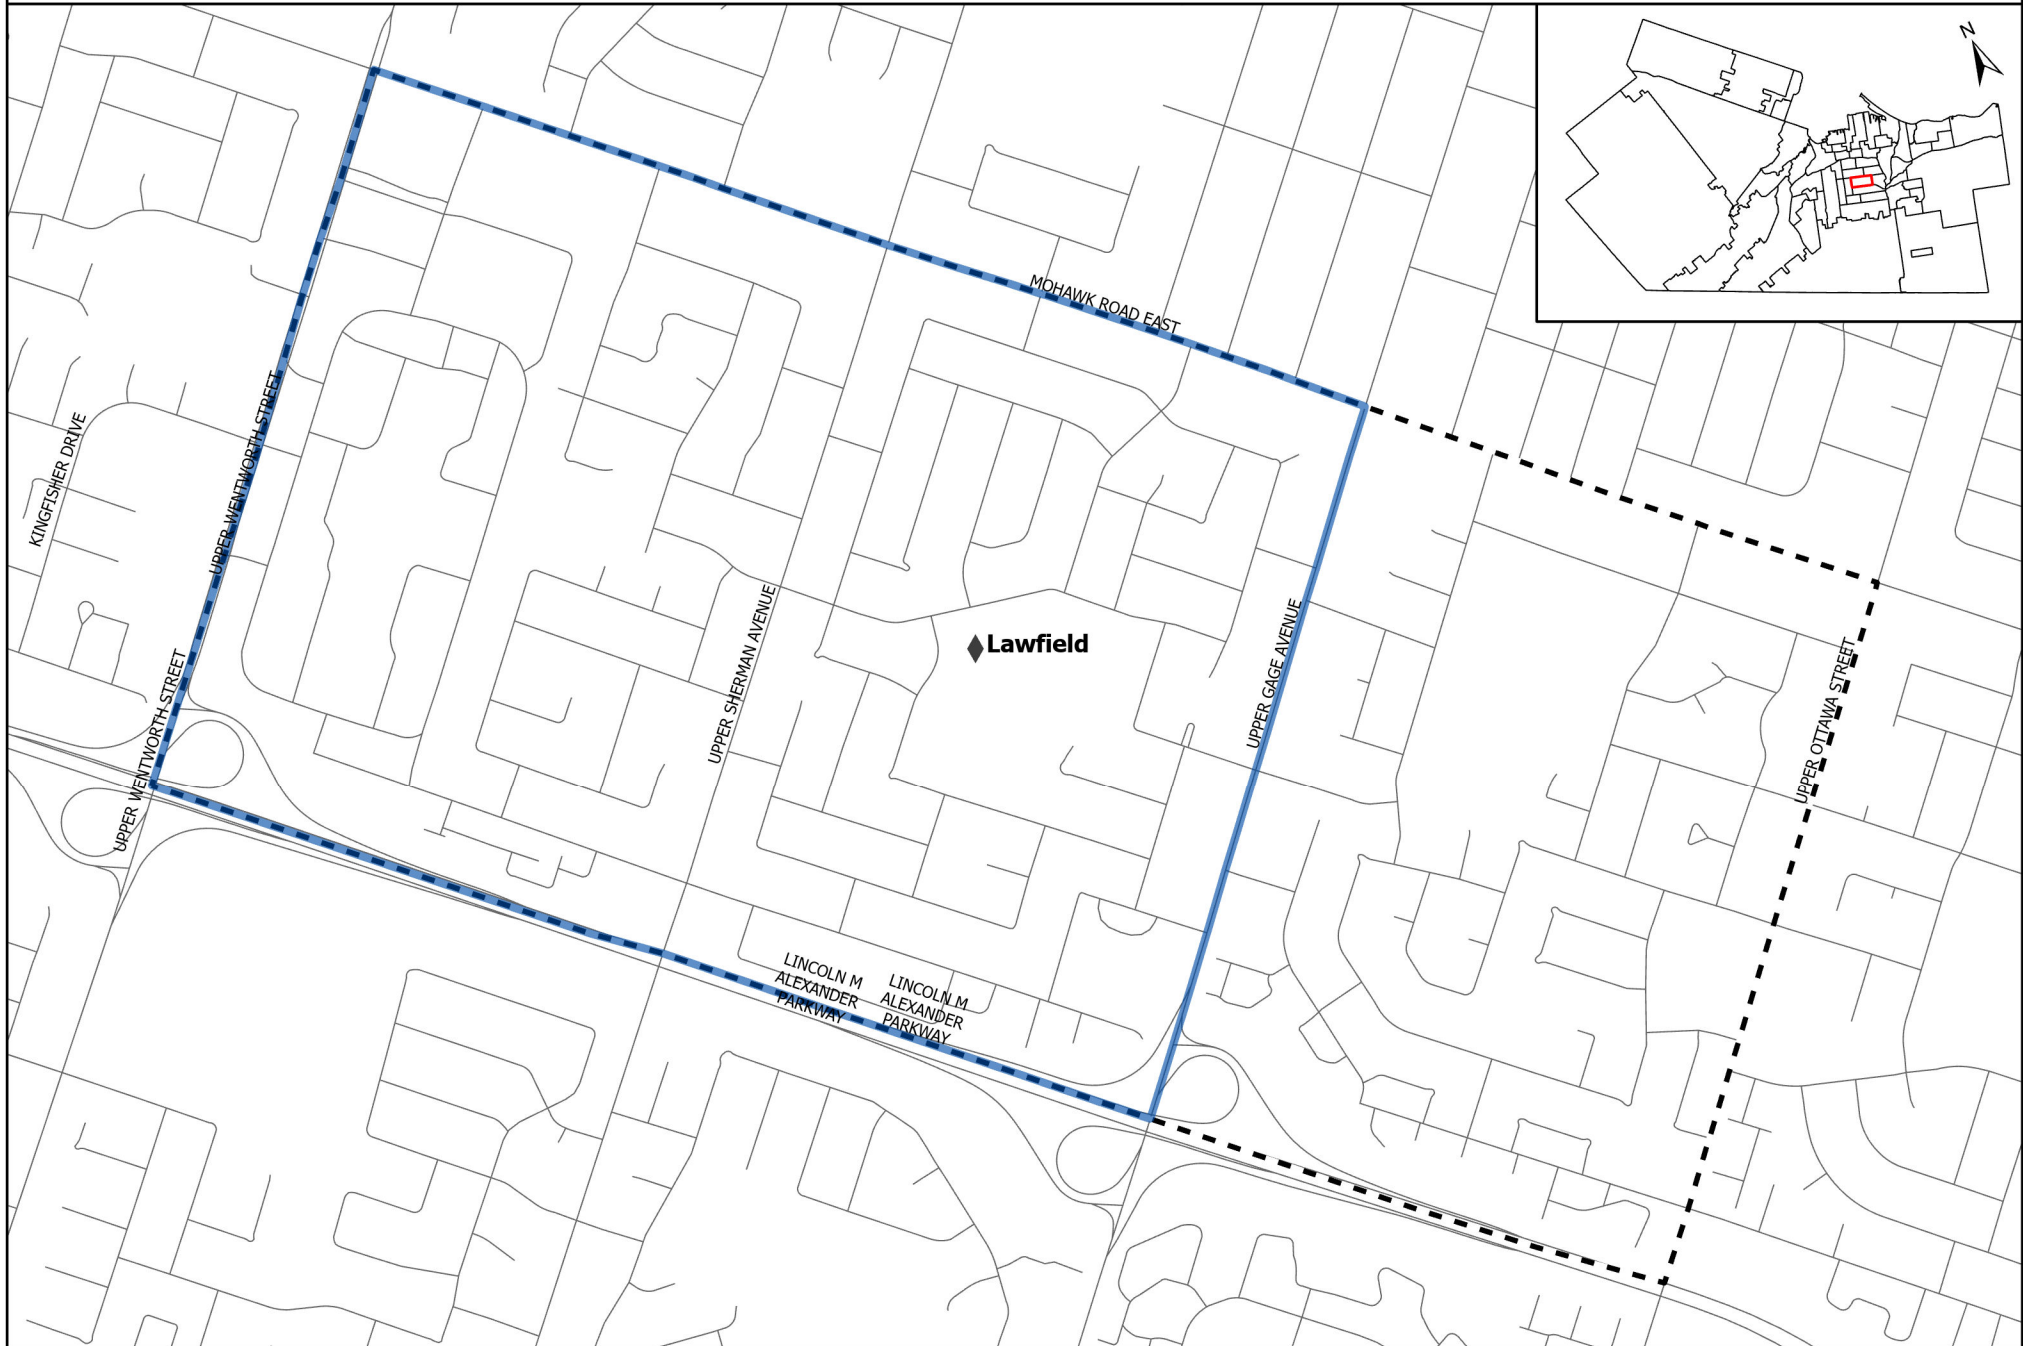 N
MOHAWK ROAD EAST
UPPER WENTWORTH STREET
KINGFISHER DRIVE
UPPER SHERMAN AVENUE
Lawfield
UPPER GAGE AVENUE
UPPER OTTAWA STREET
UPPER WENTWORTH STREET
LINCOLN M
ALEXANDER
PARKWAY
LINCOLN M
ALEXANDER
PARKWAY